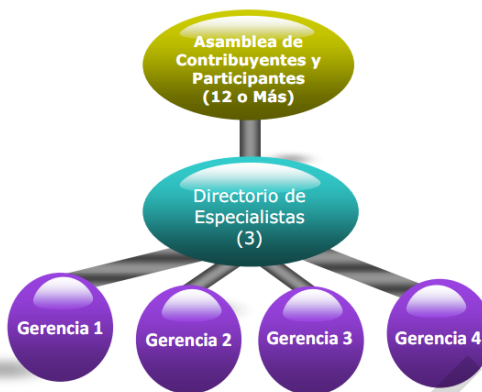 Asamblea de
Contribuyentes y
Participantes
(12 o Más)
Directorio de
Especialistas
(3)
Gerencia 1
Gerencia 2
Gerencia 3
Gerencia 4